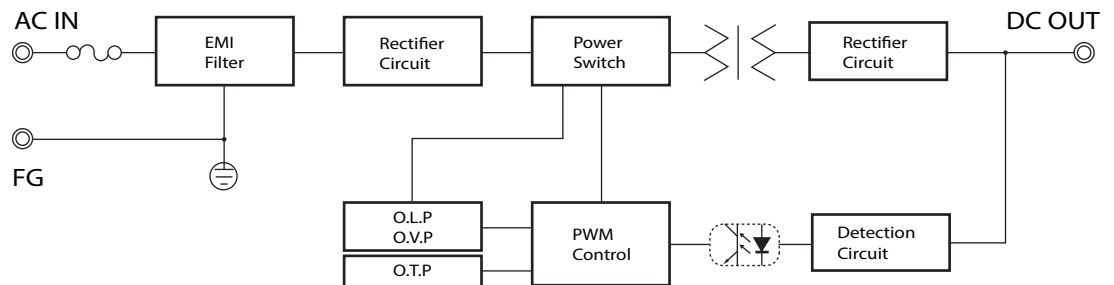 AC IN
DC OUT
EMI
Filter
Rectifier
Circuit
Power
Switch
Rectifier
Circuit
FG
O.L.P
O.V.P
O.T.P
PWM
Control
Detection
Circuit